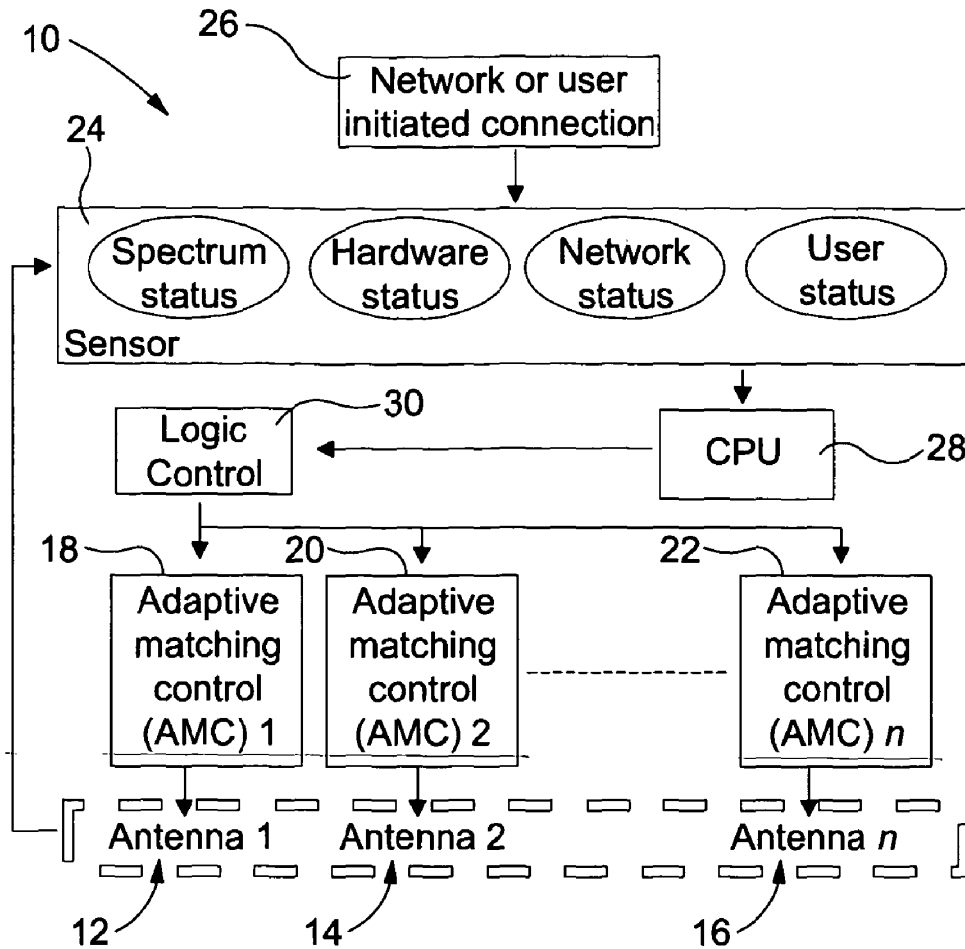 10
26
Network or user
initiated connection
24
Spectrum
status
Hardware
status
Network
status
User
status
Sensor
30
Logic
Control
CPU
28
18
Adaptive
matching
control
(AMC) 1
20
Adaptive
matching
control
(AMC) 2
22
Adaptive
matching
control
(AMC) n
Antenna 1
Antenna 2
Antenna n
12
14
16